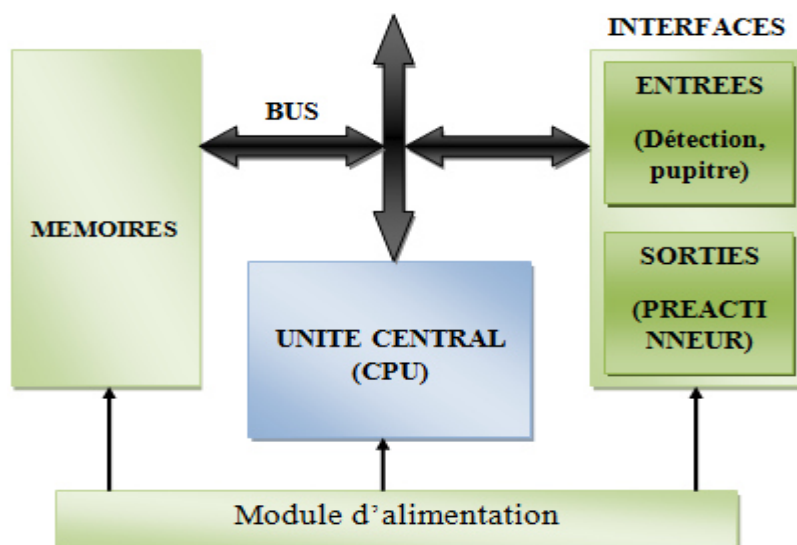 INTERFACES
BUS
ENTREES
(Détection,
pupitre)
MEMOIRES
SORTIES
(PREACTI
NNEUR)
UNITE CENTRAL
(CPU)
Module d'alimentation